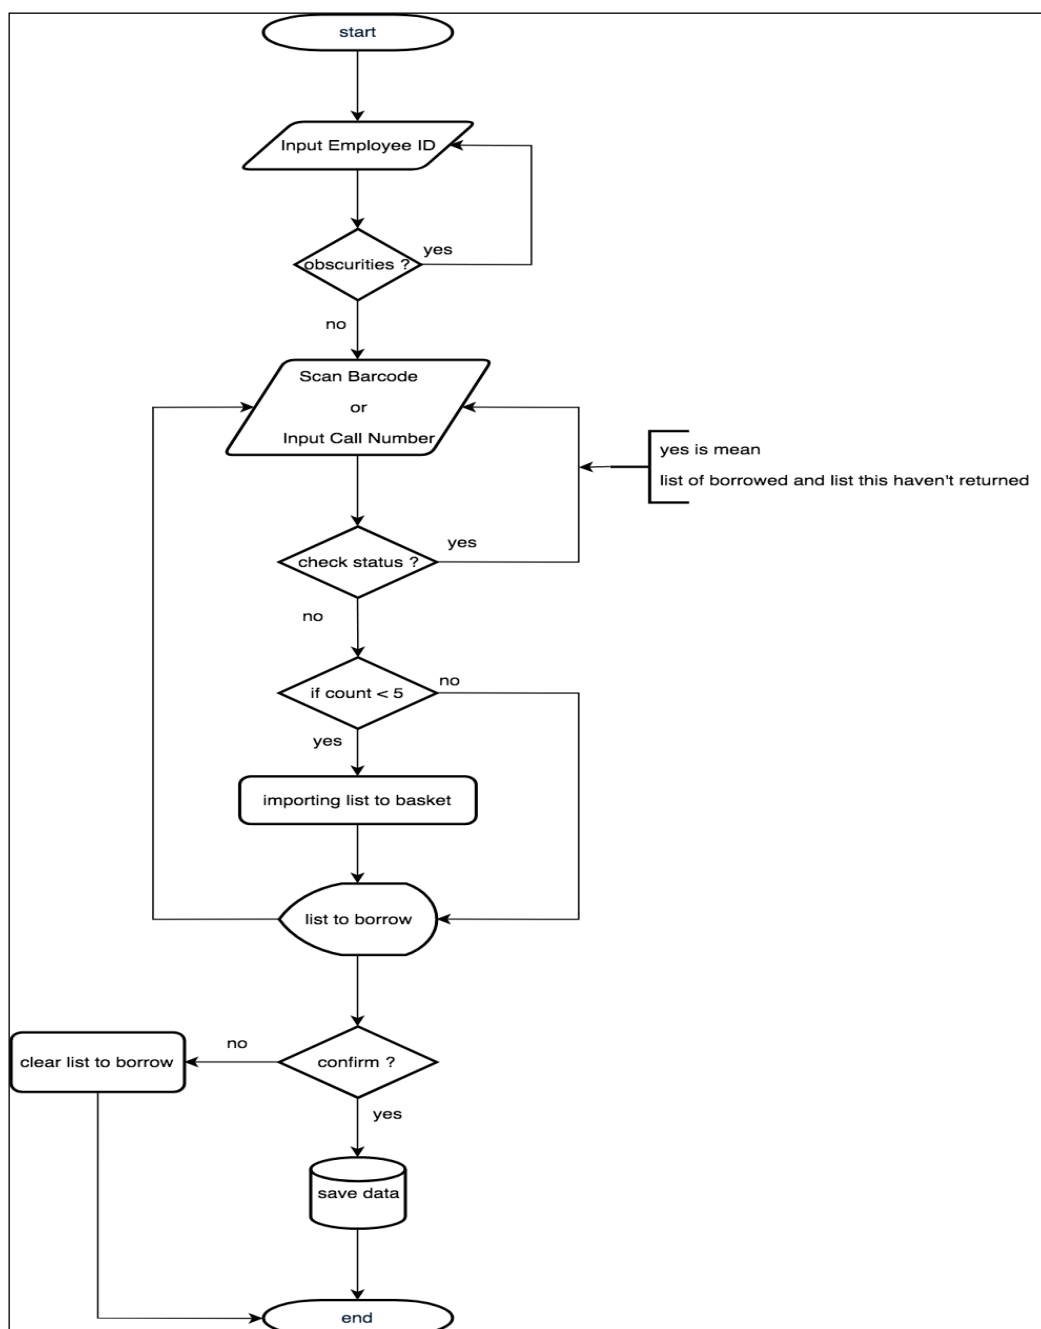 start
Input Employee ID
yes
obscurities ?
no
Scan Barcode
or
Input Call Number
yes is mean
list of borrowed and list this haven't returned
yes
check status ?
no
no
if count < 5
yes
importing list to basket
list to borrow
no
clear list to borrow
confirm ?
yes
save data
end